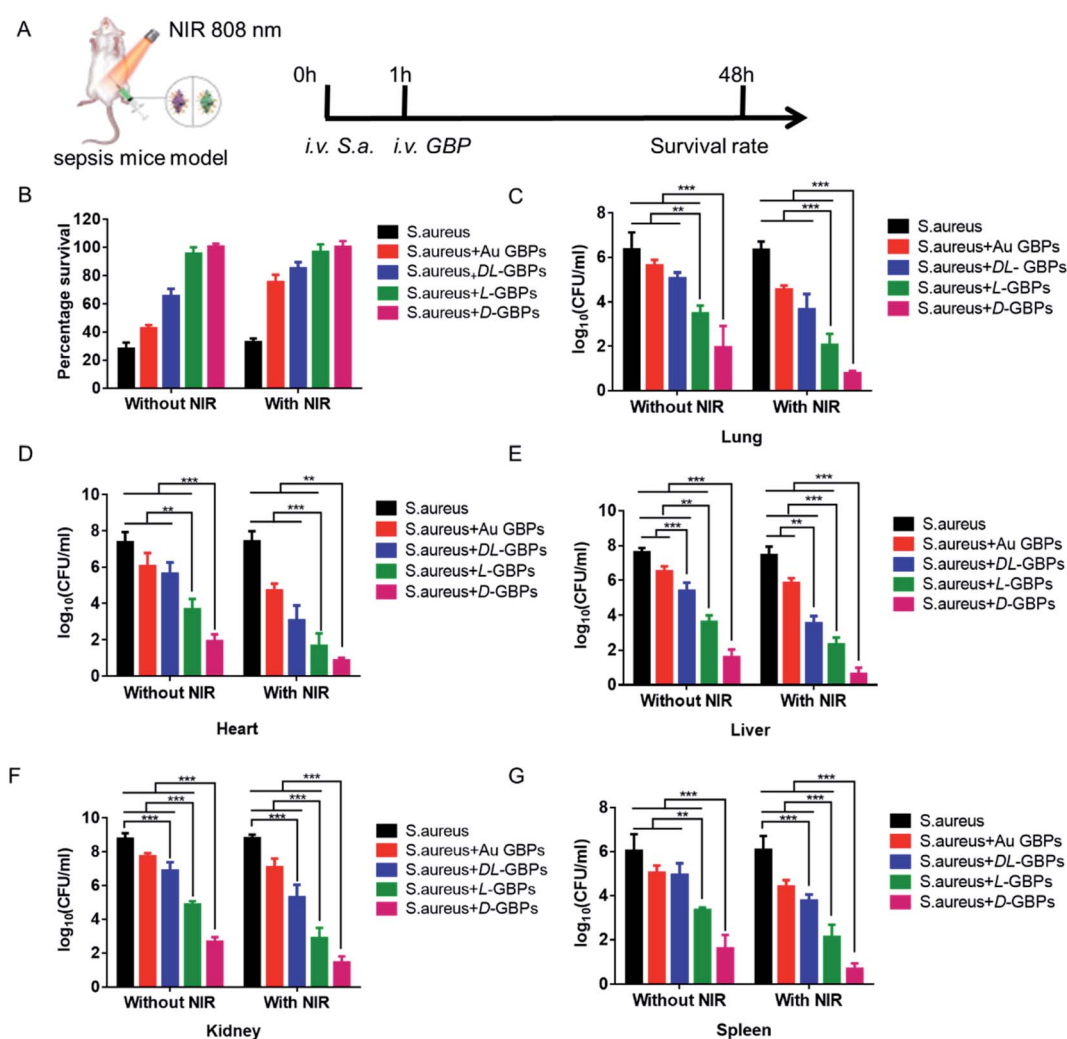 A
NIR 808 nm
0h 1h 48h
i.v. S.a. i.v. GBP Survival rate
sepsis mice model
B
Percentage survival
120
100
80
60
40
20
0
Without NIR With NIR
S.aureus
S.aureus+Au GBPs
S.aureus+DL-GBPs
S.aureus+L-GBPs
S.aureus+D-GBPs
C
log10(CFU/ml)
8
6
4
2
0
*** ***
** ***
Without NIR With NIR
Lung
S.aureus
S.aureus+Au GBPs
S.aureus+DL- GBPs
S.aureus+L-GBPs
S.aureus+D-GBPs
D
log10(CFU/ml)
10
8
6
4
2
0
*** **
** ***
Without NIR With NIR
Heart
S.aureus
S.aureus+Au GBPs
S.aureus+DL-GBPs
S.aureus+L-GBPs
S.aureus+D-GBPs
E
log10(CFU/ml)
10
8
6
4
2
0
*** ***
** ***
*** **
Without NIR With NIR
Liver
S.aureus
S.aureus+Au GBPs
S.aureus+DL-GBPs
S.aureus+L-GBPs
S.aureus+D-GBPs
F
log10(CFU/ml)
10
8
6
4
2
0
*** ***
*** ***
*** ***
Without NIR With NIR
Kidney
S.aureus
S.aureus+Au GBPs
S.aureus+DL-GBPs
S.aureus+L-GBPs
S.aureus+D-GBPs
G
log10(CFU/ml)
8
6
4
2
0
*** ***
** ***
***
Without NIR With NIR
Spleen
S.aureus
S.aureus+Au GBPs
S.aureus+DL-GBPs
S.aureus+L-GBPs
S.aureus+D-GBPs